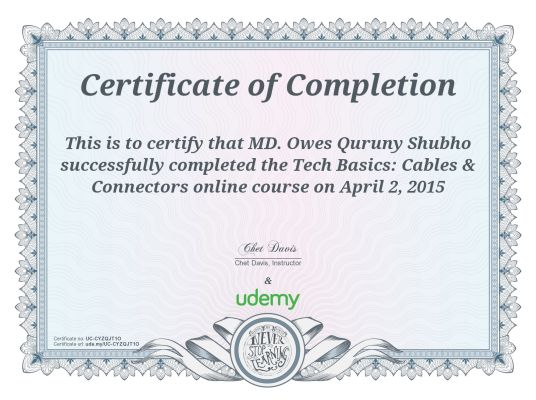 Certificate of Completion
This is to certify that MD. Owes Quruny Shubho
successfully completed the Tech Basics: Cables &
Connectors online course on April 2, 2015
Chet Davis
Chet Davis, Instructor
&
udemy
Certificate no: UC-CYZQJT1O
Certificate url: ude.my/UC-CYZQJT1O
NEVER
STOP
LEARNING